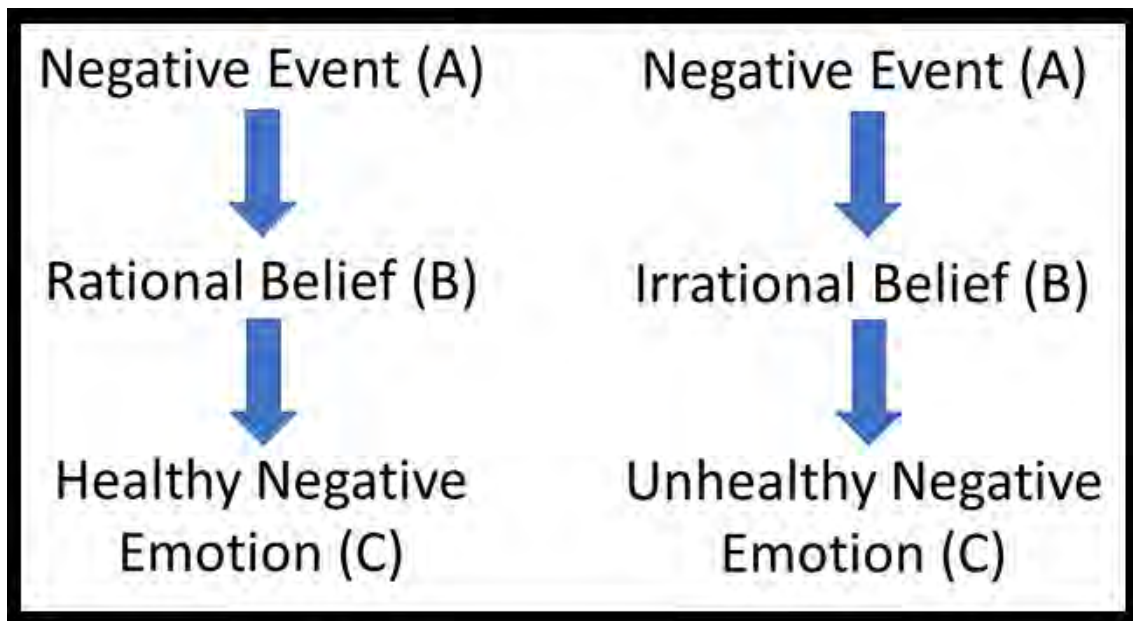 Negative Event (A)
Rational Belief (B)
Healthy Negative
Emotion (C)
Negative Event (A)
Irrational Belief (B)
Unhealthy Negative
Emotion (C)